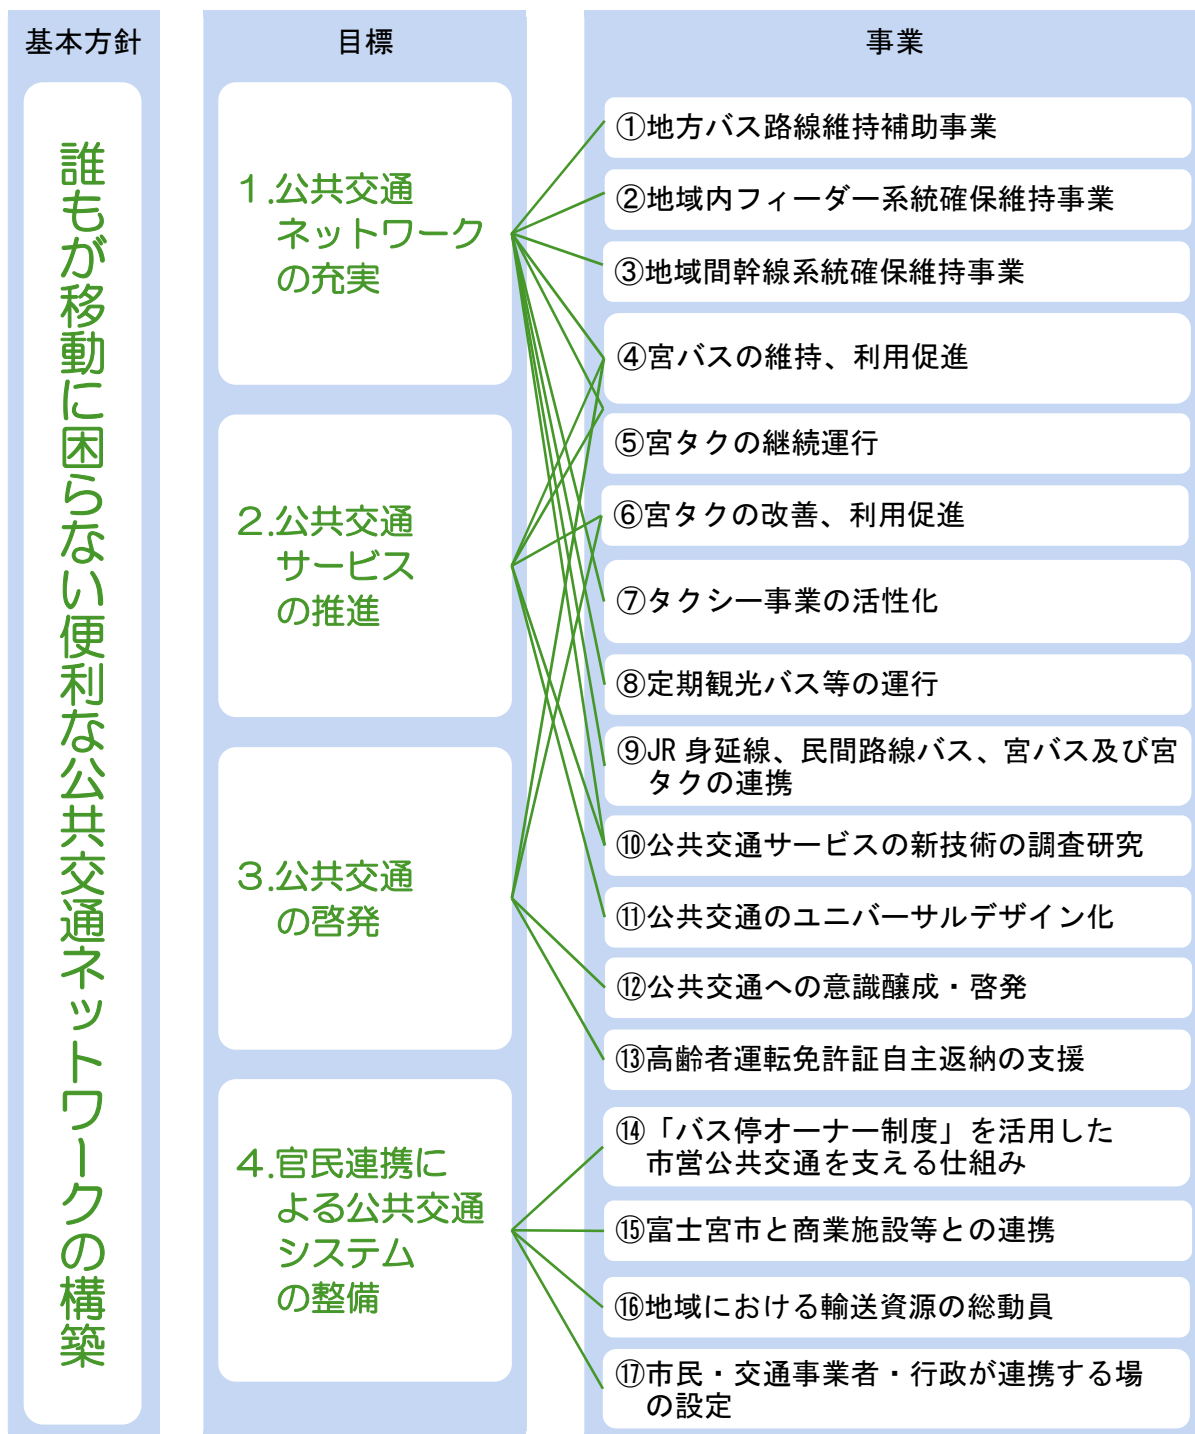 基本方針
誰もが移動に困らない便利な公共交通ネットワークの構築
目標
1.公共交通
ネットワーク
の充実
2.公共交通
サービス
の推進
3.公共交通
の啓発
4.官民連携に
よる公共交通
システム
の整備
事業
①地方バス路線維持補助事業
②地域内フィーダー系統確保維持事業
③地域間幹線系統確保維持事業
④宮バスの維持、利用促進
⑤宮タクの継続運行
⑥宮タクの改善、利用促進
⑦タクシー事業の活性化
⑧定期観光バス等の運行
⑨JR 身延線、民間路線バス、宮バス及び宮
タクの連携
⑩公共交通サービスの新技術の調査研究
⑪公共交通のユニバーサルデザイン化
⑫公共交通への意識醸成・啓発
⑬高齢者運転免許証自主返納の支援
⑭「バス停オーナー制度」を活用した
市営公共交通を支える仕組み
⑮富士宮市と商業施設等との連携
⑯地域における輸送資源の総動員
⑰市民・交通事業者・行政が連携する場
の設定